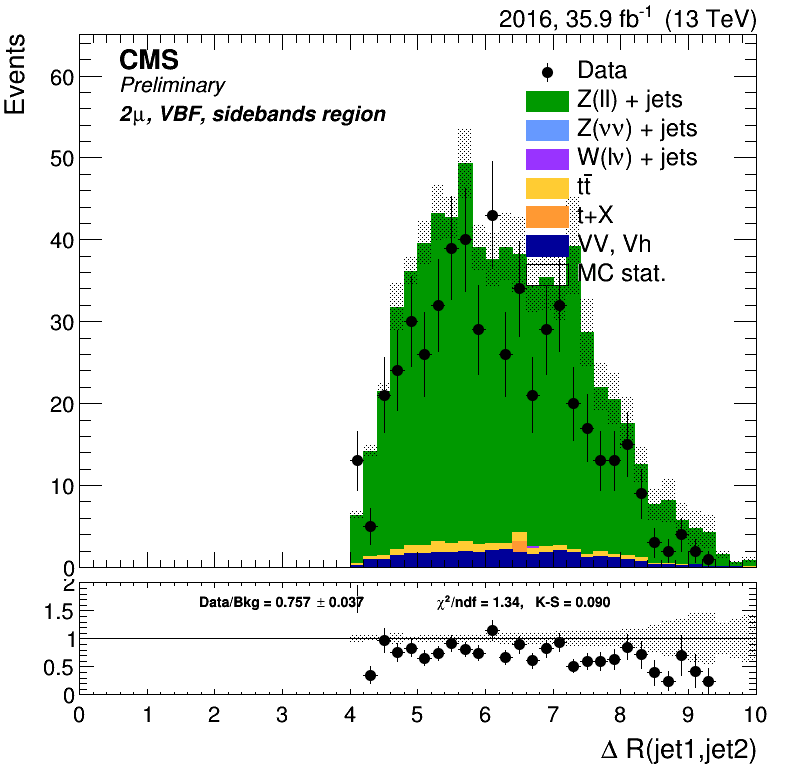 2016, 35.9 fb⁻¹ (13 TeV)
Events
CMS
Preliminary
2μ, VBF, sidebands region
Data
Z(ll) + jets
Z(νν) + jets
W(lν) + jets
tt̄
t+X
VV, Vh
MC stat.
60
50
40
30
20
10
0
Data/Bkg = 0.757 ± 0.037 χ²/ndf = 1.34, K-S = 0.090
2
1.5
1
0.5
0
0 1 2 3 4 5 6 7 8 9 10
Δ R(jet1,jet2)